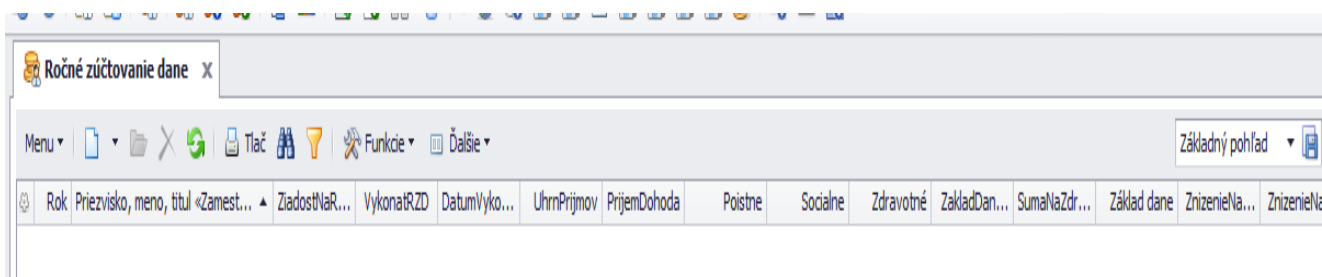 Ročné zúčtovanie dane X
Menu Tlač Funkcie Ďalšie Základný pohľad
Rok Priezvisko, meno, titul «Zamest... ZiadostNaR... VykonatRZD DatumVyko... UhrnPrijmov PrijemDohoda Poistne Socialne Zdravotné ZakladDan... SumaNaZdr... Základ dane ZnizenieNa... ZnizenieNa